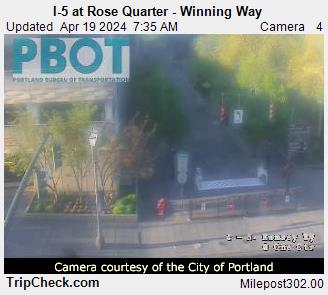 I-5 at Rose Quarter - Winning Way
Updated Apr 19 2024 7:35 AM Camera 4
PBOT
PORTLAND BUREAU OF TRANSPORTATION
Camera courtesy of the City of Portland
TripCheck.com Milepost302.00